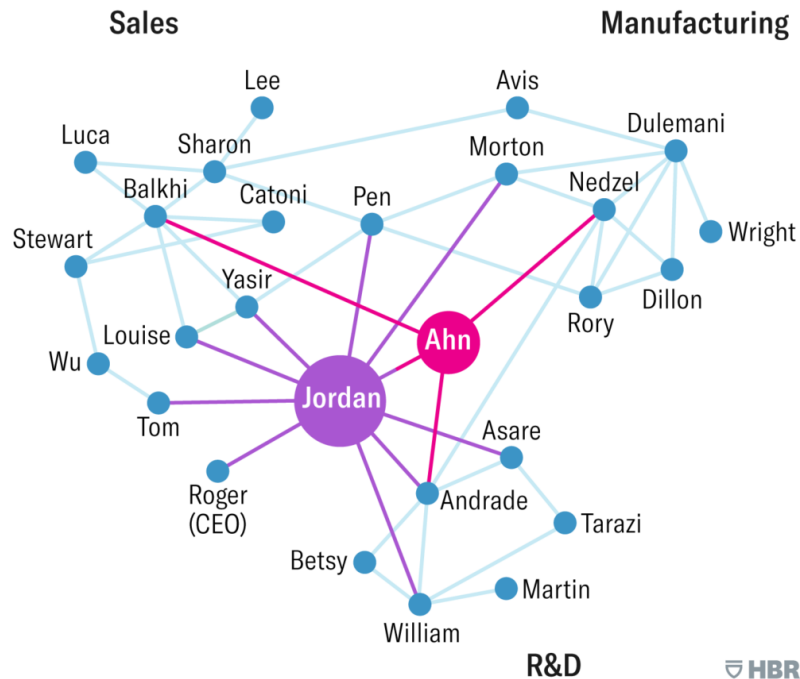 Sales
Manufacturing
Lee
Avis
Luca
Sharon
Dulemani
Morton
Balkhi
Catoni
Pen
Nedzel
Stewart
Wright
Yasir
Dillon
Louise
Rory
Ahn
Wu
Jordan
Tom
Asare
Roger
(CEO)
Andrade
Tarazi
Betsy
Martin
William
R&D
HBR